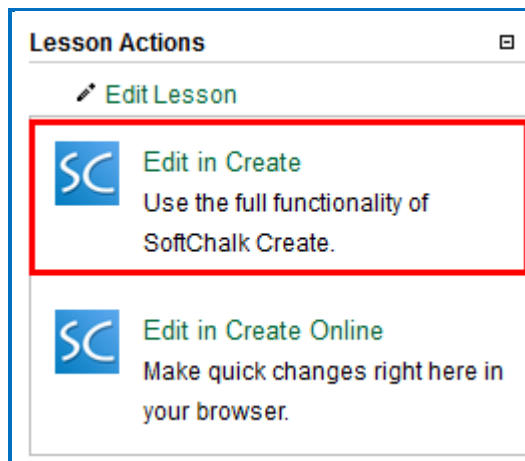 Lesson Actions
Edit Lesson
SC
Edit in Create
Use the full functionality of
SoftChalk Create.
SC
Edit in Create Online
Make quick changes right here in
your browser.